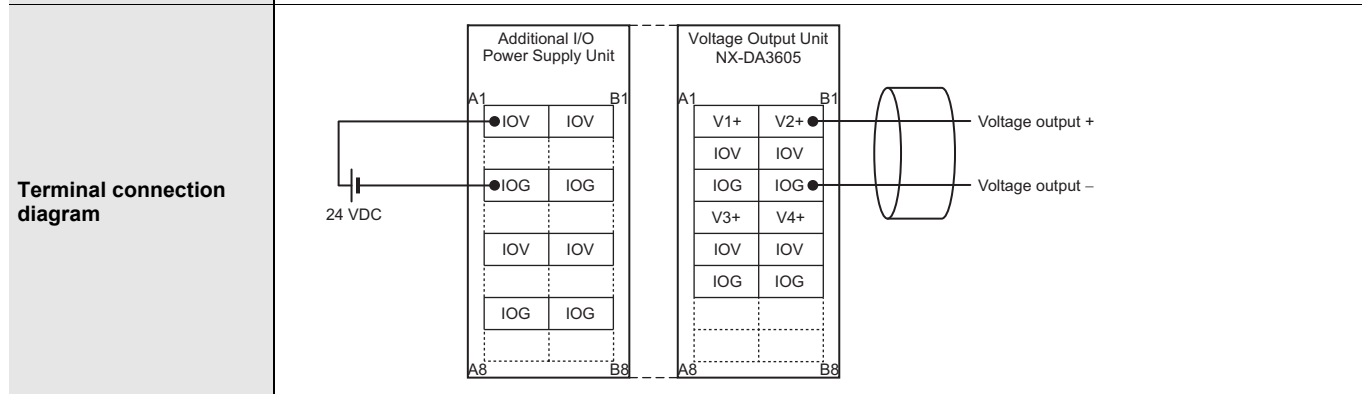 Terminal connection
diagram
24 VDC
Additional I/O
Power Supply Unit
A1 B1
IOV IOV
IOG IOG
IOV IOV
IOG IOG
A8 B8
Voltage Output Unit
NX-DA3605
A1 B1
V1+ V2+
IOV IOV
IOG IOG
V3+ V4+
IOV IOV
IOG IOG
A8 B8
Voltage output +
Voltage output –